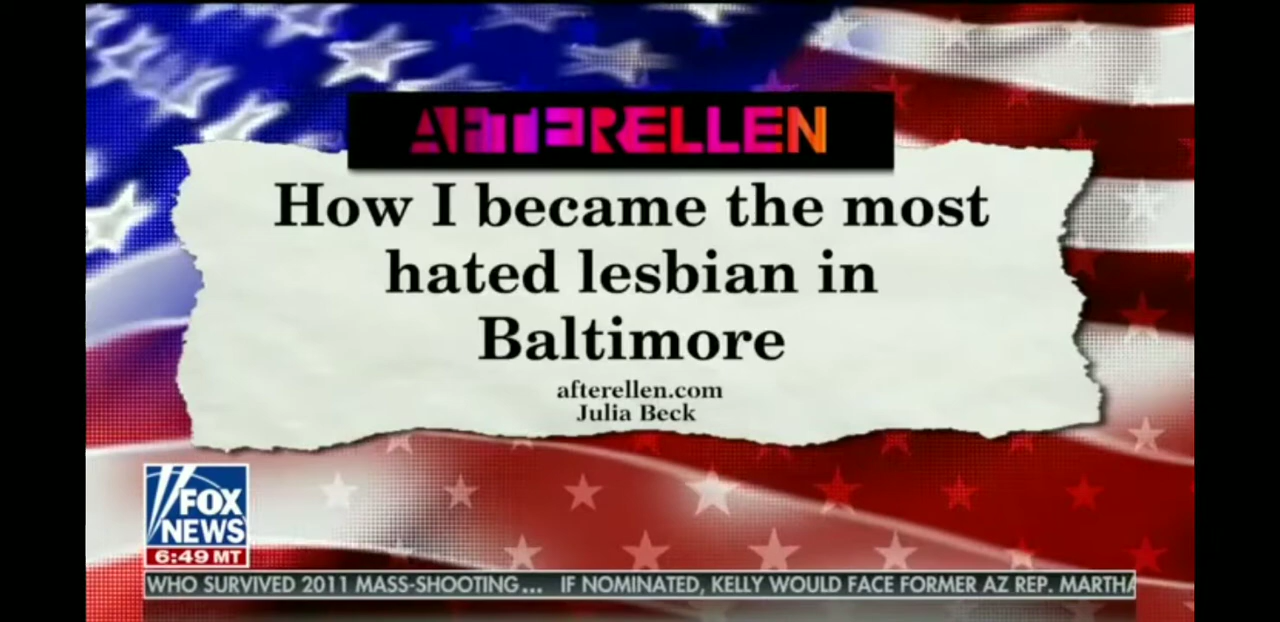 AFTERELLEN
How I became the most
hated lesbian in
Baltimore
afterellen.com
Julia Beck
FOX
NEWS
6:49 MT
WHO SURVIVED 2011 MASS-SHOOTING... IF NOMINATED, KELLY WOULD FACE FORMER AZ REP. MARTHA